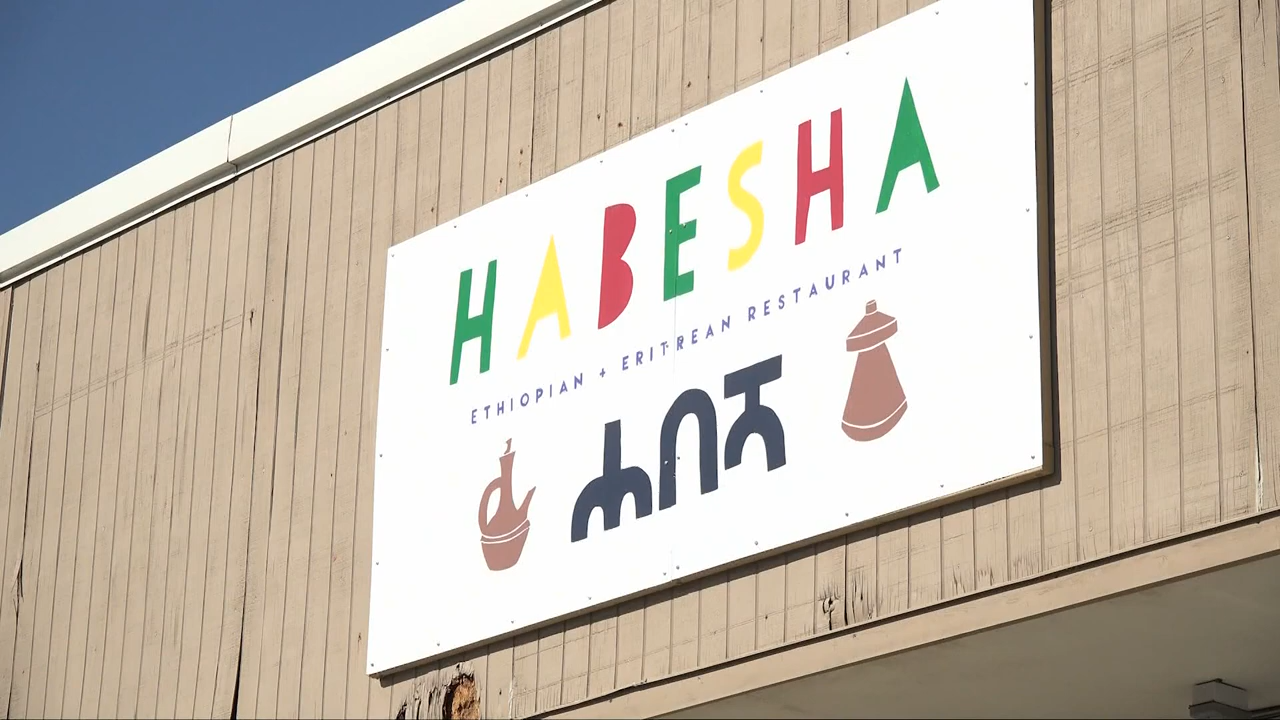 HABESHA
ETHIOPIAN + ERITREAN RESTAURANT
ሐበሻ